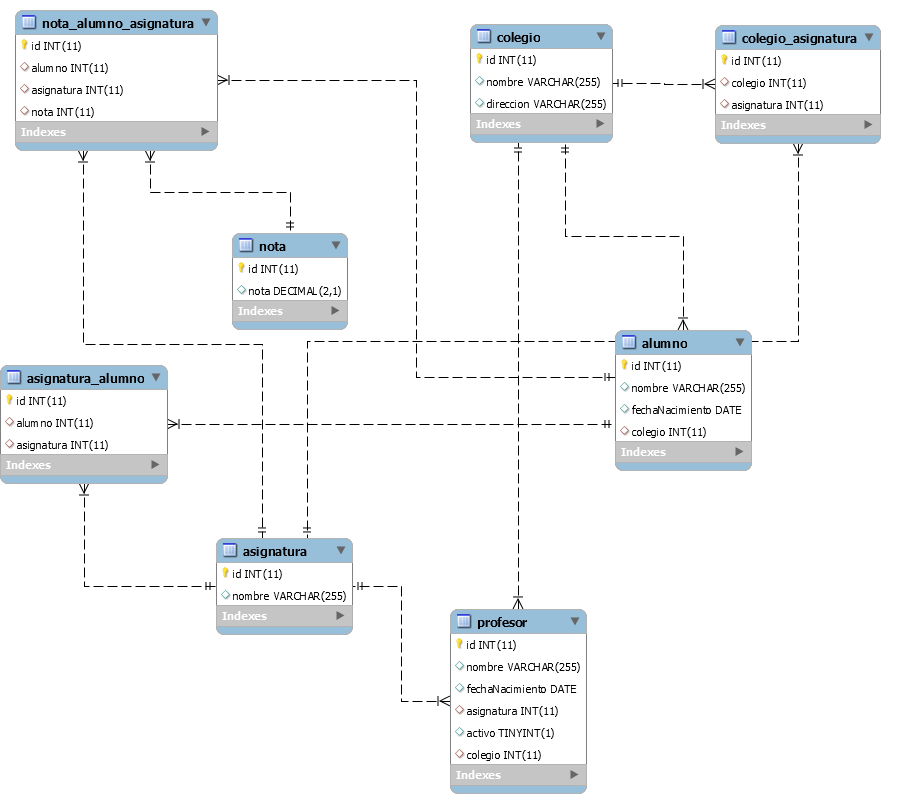 nota_alumno_asignatura
id INT(11)
alumno INT(11)
asignatura INT(11)
nota INT(11)
Indexes
colegio
id INT(11)
nombre VARCHAR(255)
direccion VARCHAR(255)
Indexes
colegio_asignatura
id INT(11)
colegio INT(11)
asignatura INT(11)
Indexes
nota
id INT(11)
nota DECIMAL(2,1)
Indexes
alumno
id INT(11)
nombre VARCHAR(255)
fechaNacimiento DATE
colegio INT(11)
Indexes
asignatura_alumno
id INT(11)
alumno INT(11)
asignatura INT(11)
Indexes
asignatura
id INT(11)
nombre VARCHAR(255)
Indexes
profesor
id INT(11)
nombre VARCHAR(255)
fechaNacimiento DATE
asignatura INT(11)
activo TINYINT(1)
colegio INT(11)
Indexes